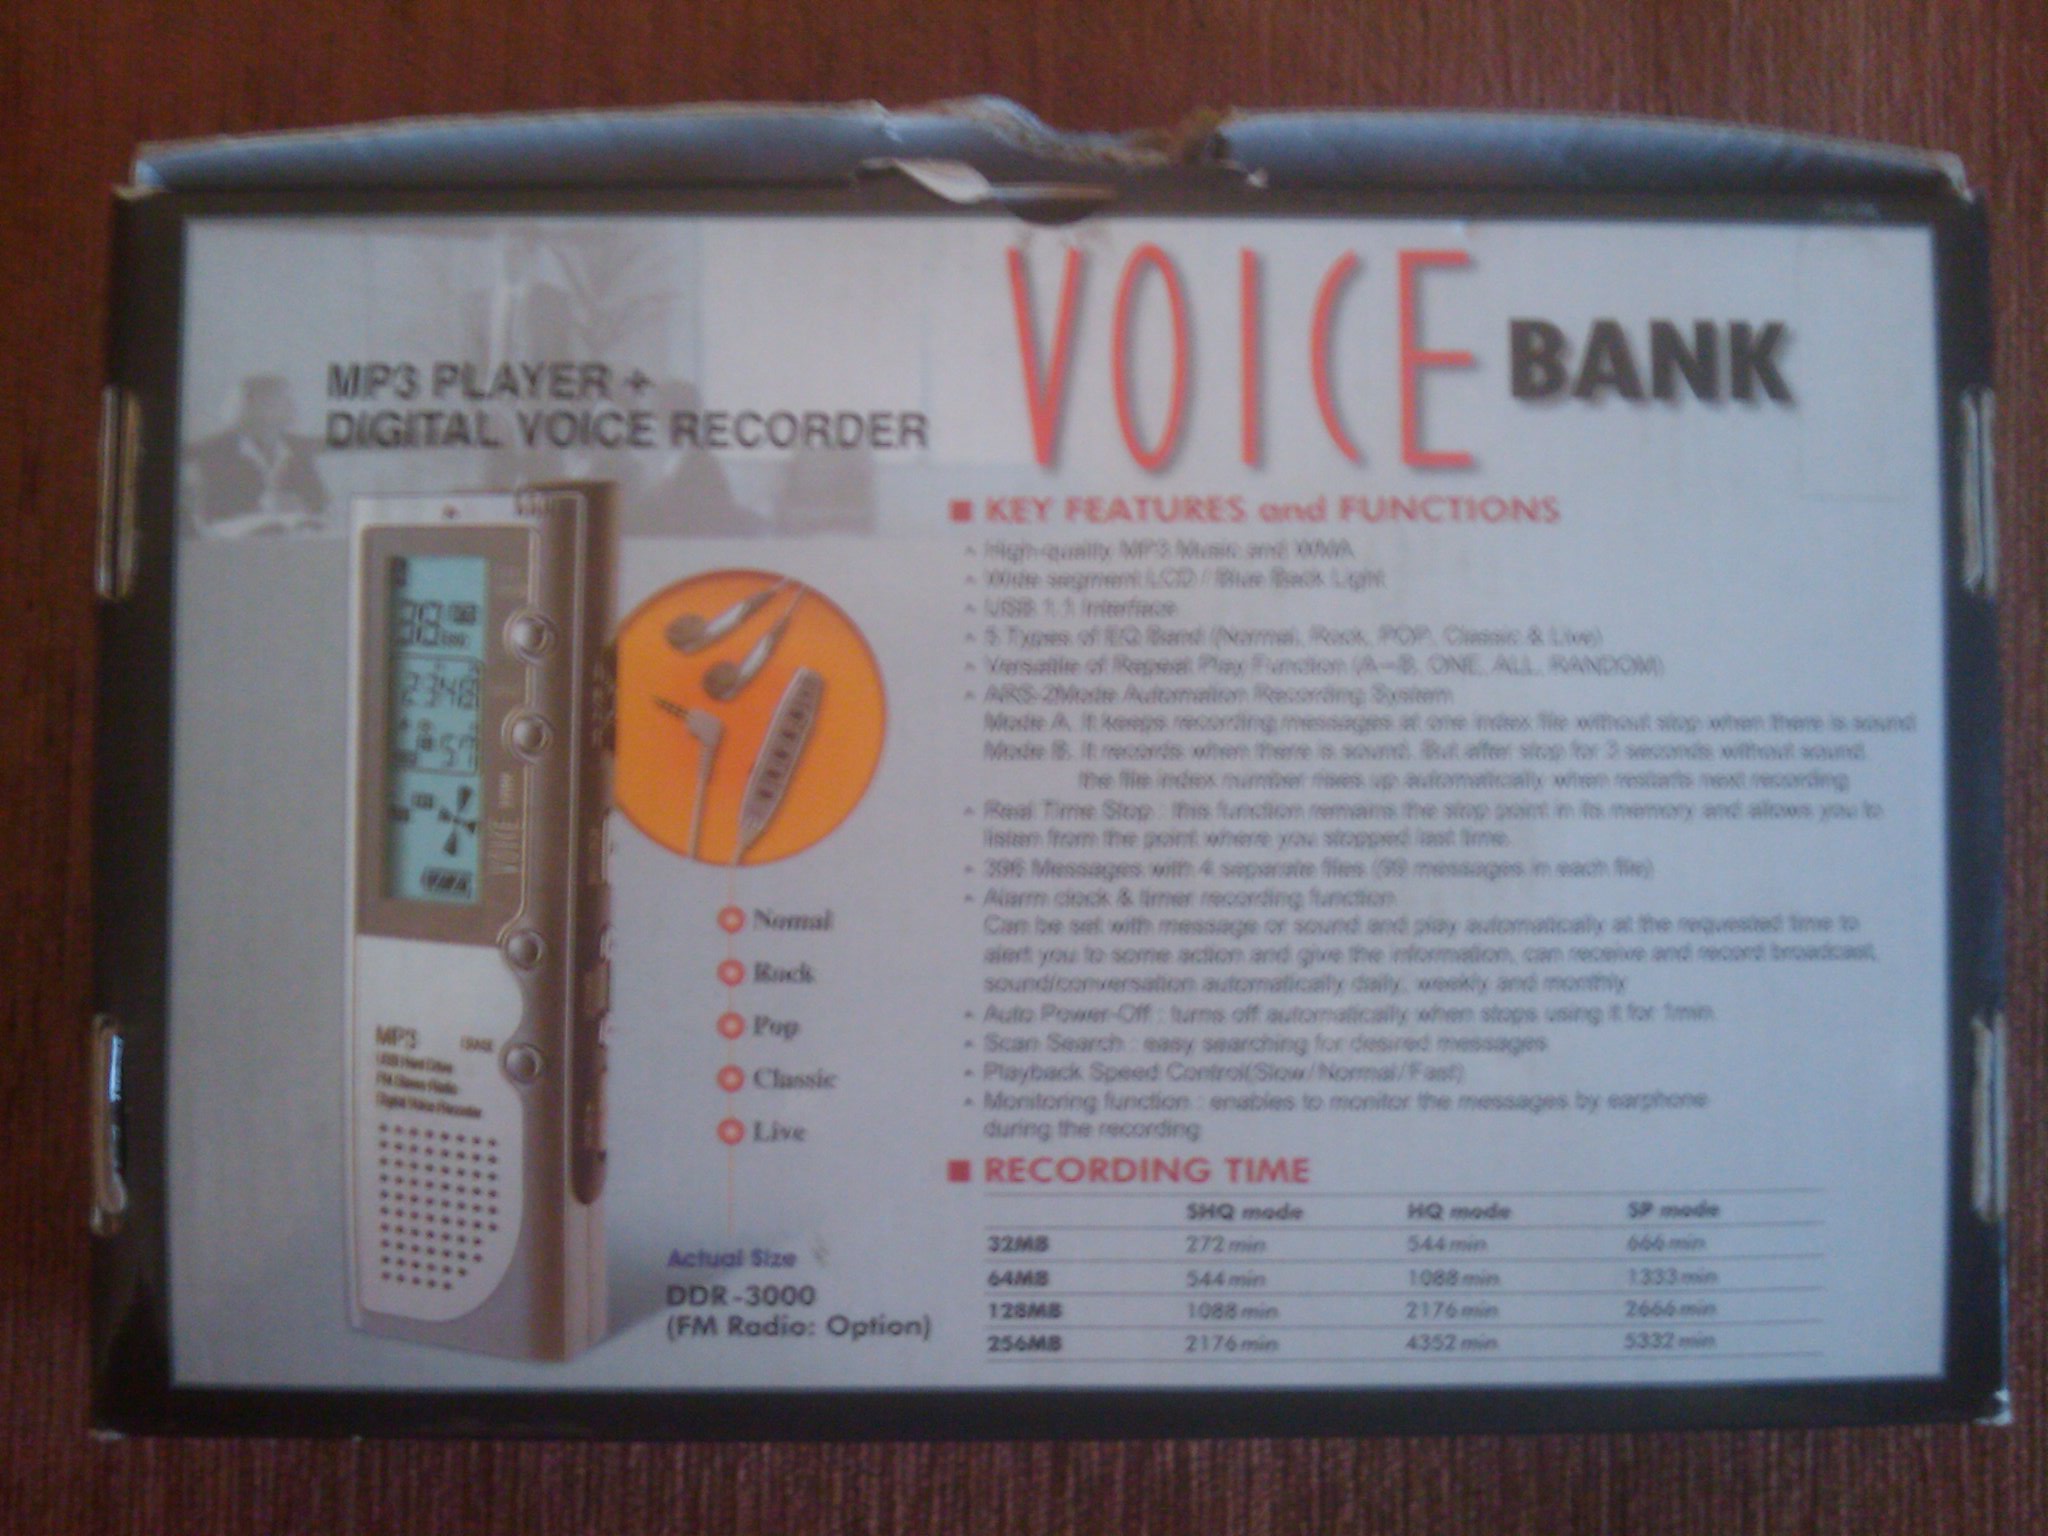 VOICE BANK
MP3 PLAYER +
DIGITAL VOICE RECORDER
■ KEY FEATURES and FUNCTIONS
High-quality MP3 Music and WMA
Wide segment LCD / Blue Back Light
USB 1.1 Interface
5 Types of EQ Band (Normal, Rock, POP, Classic & Live)
Versatile of Repeat Play Function (A-B, ONE, ALL, RANDOM)
ARS-2Mode Automation Recording System
Mode A. It keeps recording messages at one index file without stop when there is sound
Mode B. It records when there is sound. But after stop for 3 seconds without sound.
the file index number rises up automatically when restarts next recording
Real Time Stop : this function remains the stop point in its memory and allows you to
listen from the point where you stopped last time.
396 Messages with 4 separate files (99 messages in each file)
Alarm clock & timer recording function
Can be set with message or sound and play automatically at the requested time to
alert you to some action and give the information, can receive and record broadcast,
sound/conversation automatically daily, weekly and monthly
Auto Power-Off : turns off automatically when stops using it for 1min
Scan Search : easy searching for desired messages
Playback Speed Control(Slow/Normal/Fast)
Monitoring function : enables to monitor the messages by earphone
during the recording
■ RECORDING TIME
SHQ mode HQ mode SP mode
32MB 272 min 544 min 666 min
64MB 544 min 1088 min 1333 min
128MB 1088 min 2176 min 2666 min
256MB 2176 min 4352 min 5332 min
Nomal
Rock
Pop
Classic
Live
Actual Size
DDR-3000
(FM Radio: Option)
VOICE
MP3 ERASE
USB Hard Drive
FM Stereo Radio
Digital Voice Recorder